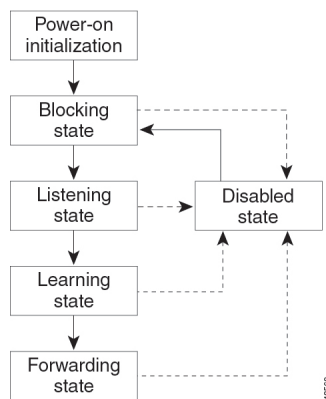 Power-on
initialization
Blocking
state
Listening
state
Disabled
state
Learning
state
Forwarding
state